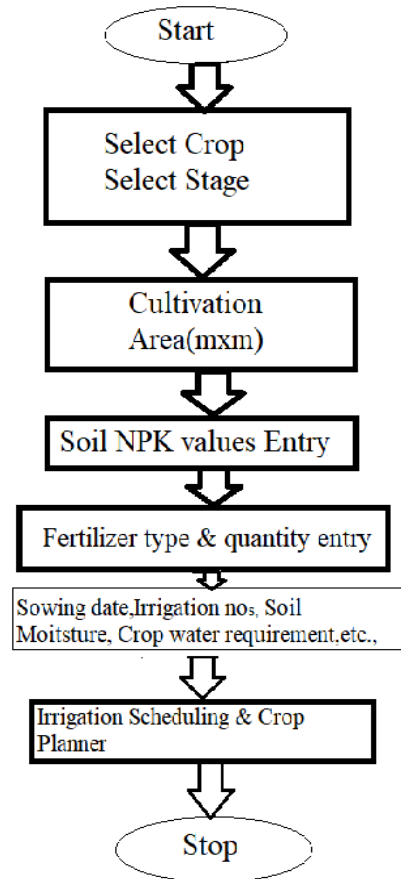 Start
Select Crop
Select Stage
Cultivation
Area(mxm)
Soil NPK values Entry
Fertilizer type & quantity entry
Sowing date,Irrigation nos, Soil
Moitsture, Crop water requirement,etc.,
Irrigation Scheduling & Crop
Planner
Stop